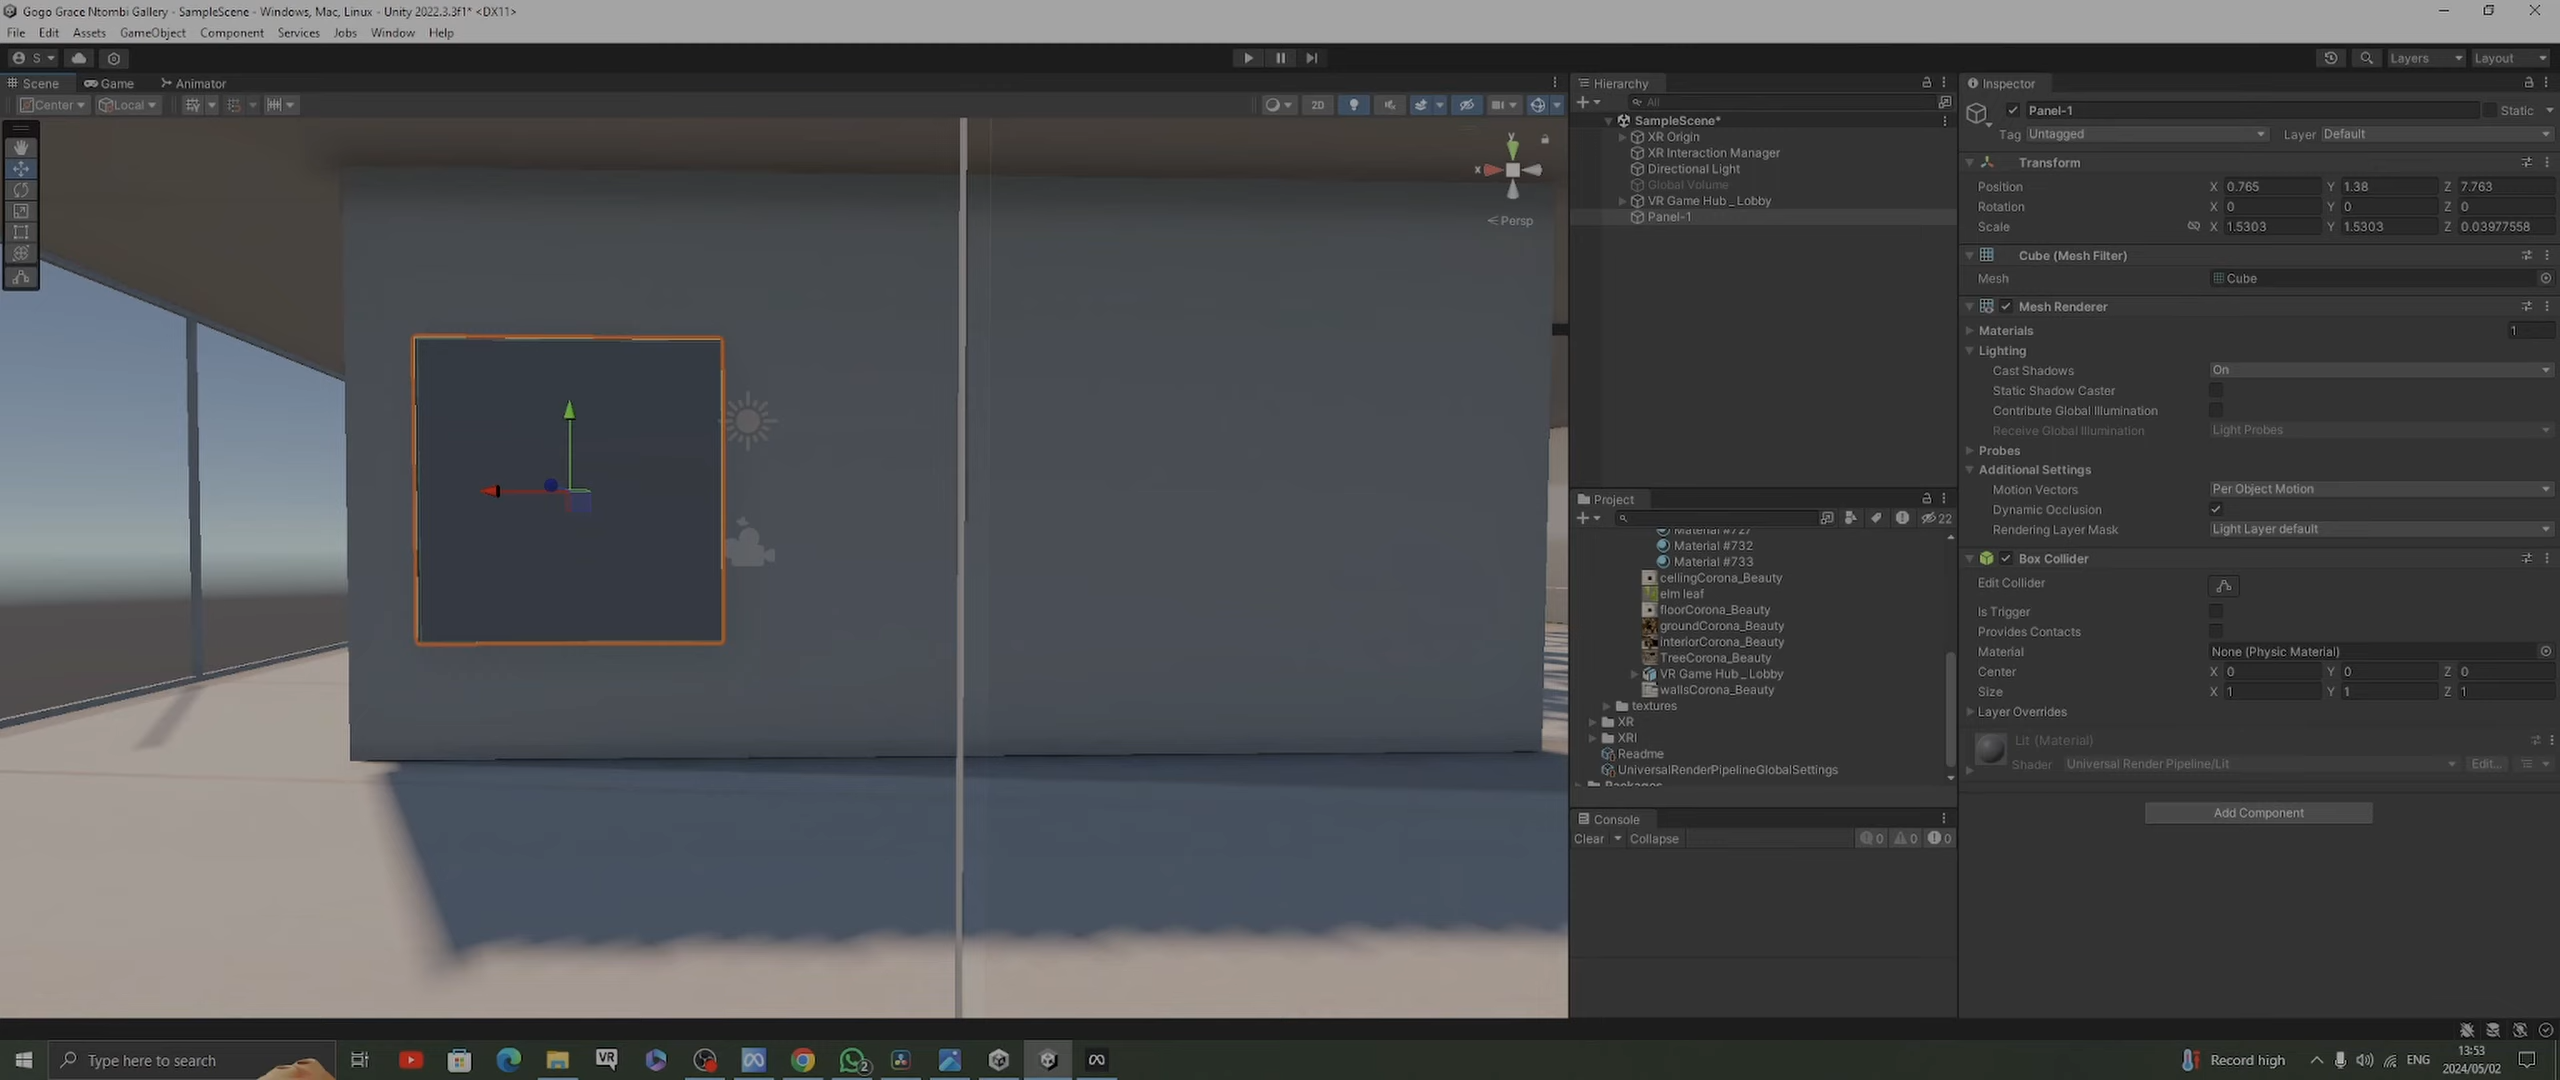 Gogo Grace Ntombi Gallery - SampleScene - Windows, Mac, Linux - Unity 2022.3.3f1* <DX11>
File Edit Assets GameObject Component Services Jobs Window Help
S
Layers Layout
Scene Game Animator
Center Local
2D
Y
x
Persp
Hierarchy
All
SampleScene*
XR Origin
XR Interaction Manager
Directional Light
Global Volume
VR Game Hub _ Lobby
Panel-1
Project
22
Material #727
Material #732
Material #733
cellingCorona_Beauty
elm leaf
floorCorona_Beauty
groundCorona_Beauty
interiorCorona_Beauty
TreeCorona_Beauty
VR Game Hub _ Lobby
wallsCorona_Beauty
textures
XR
XRI
Readme
UniversalRenderPipelineGlobalSettings
Packages
Console
Clear Collapse 0 0 0
Inspector
Panel-1 Static
Tag Untagged Layer Default
Transform
Position X 0.765 Y 1.38 Z 7.763
Rotation X 0 Y 0 Z 0
Scale X 1.5303 Y 1.5303 Z 0.03977558
Cube (Mesh Filter)
Mesh Cube
Mesh Renderer
Materials 1
Lighting
Cast Shadows On
Static Shadow Caster
Contribute Global Illumination
Receive Global Illumination Light Probes
Probes
Additional Settings
Motion Vectors Per Object Motion
Dynamic Occlusion
Rendering Layer Mask Light Layer default
Box Collider
Edit Collider
Is Trigger
Provides Contacts
Material None (Physic Material)
Center X 0 Y 0 Z 0
Size X 1 Y 1 Z 1
Layer Overrides
Lit (Material)
Shader Universal Render Pipeline/Lit Edit...
Add Component
Type here to search
VR
2
Record high
ENG
13:53
2024/05/02